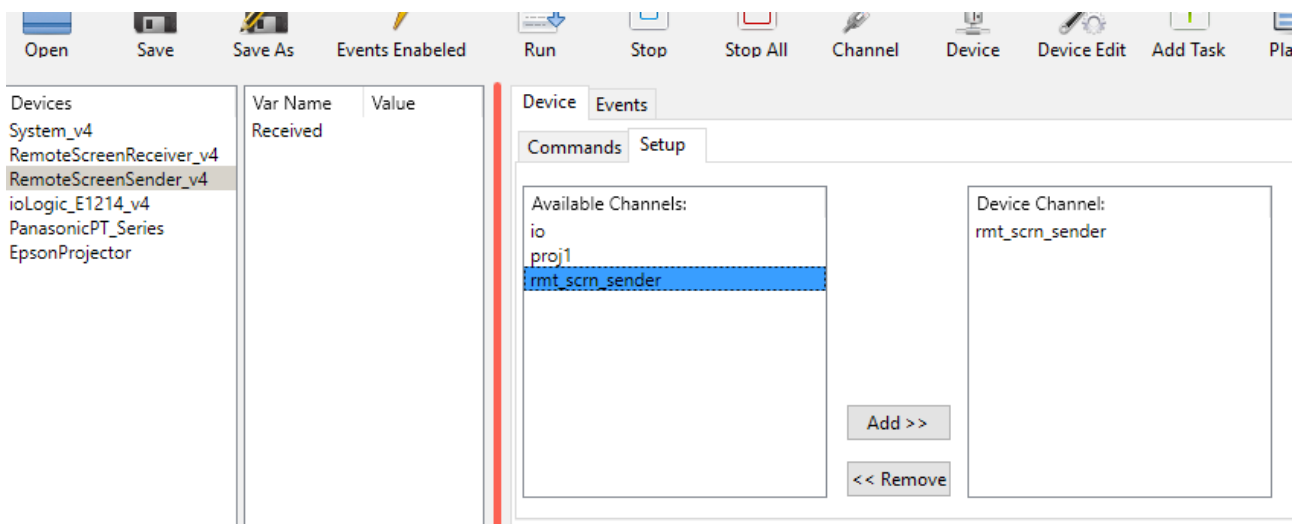 Open Save Save As Events Enabeled Run Stop Stop All Channel Device Device Edit Add Task
Devices
System_v4
RemoteScreenReceiver_v4
RemoteScreenSender_v4
ioLogic_E1214_v4
PanasonicPT_Series
EpsonProjector
Var Name Value
Received
Device Events
Commands Setup
Available Channels:
io
proj1
rmt_scrn_sender
Add >>
<< Remove
Device Channel:
rmt_scrn_sender